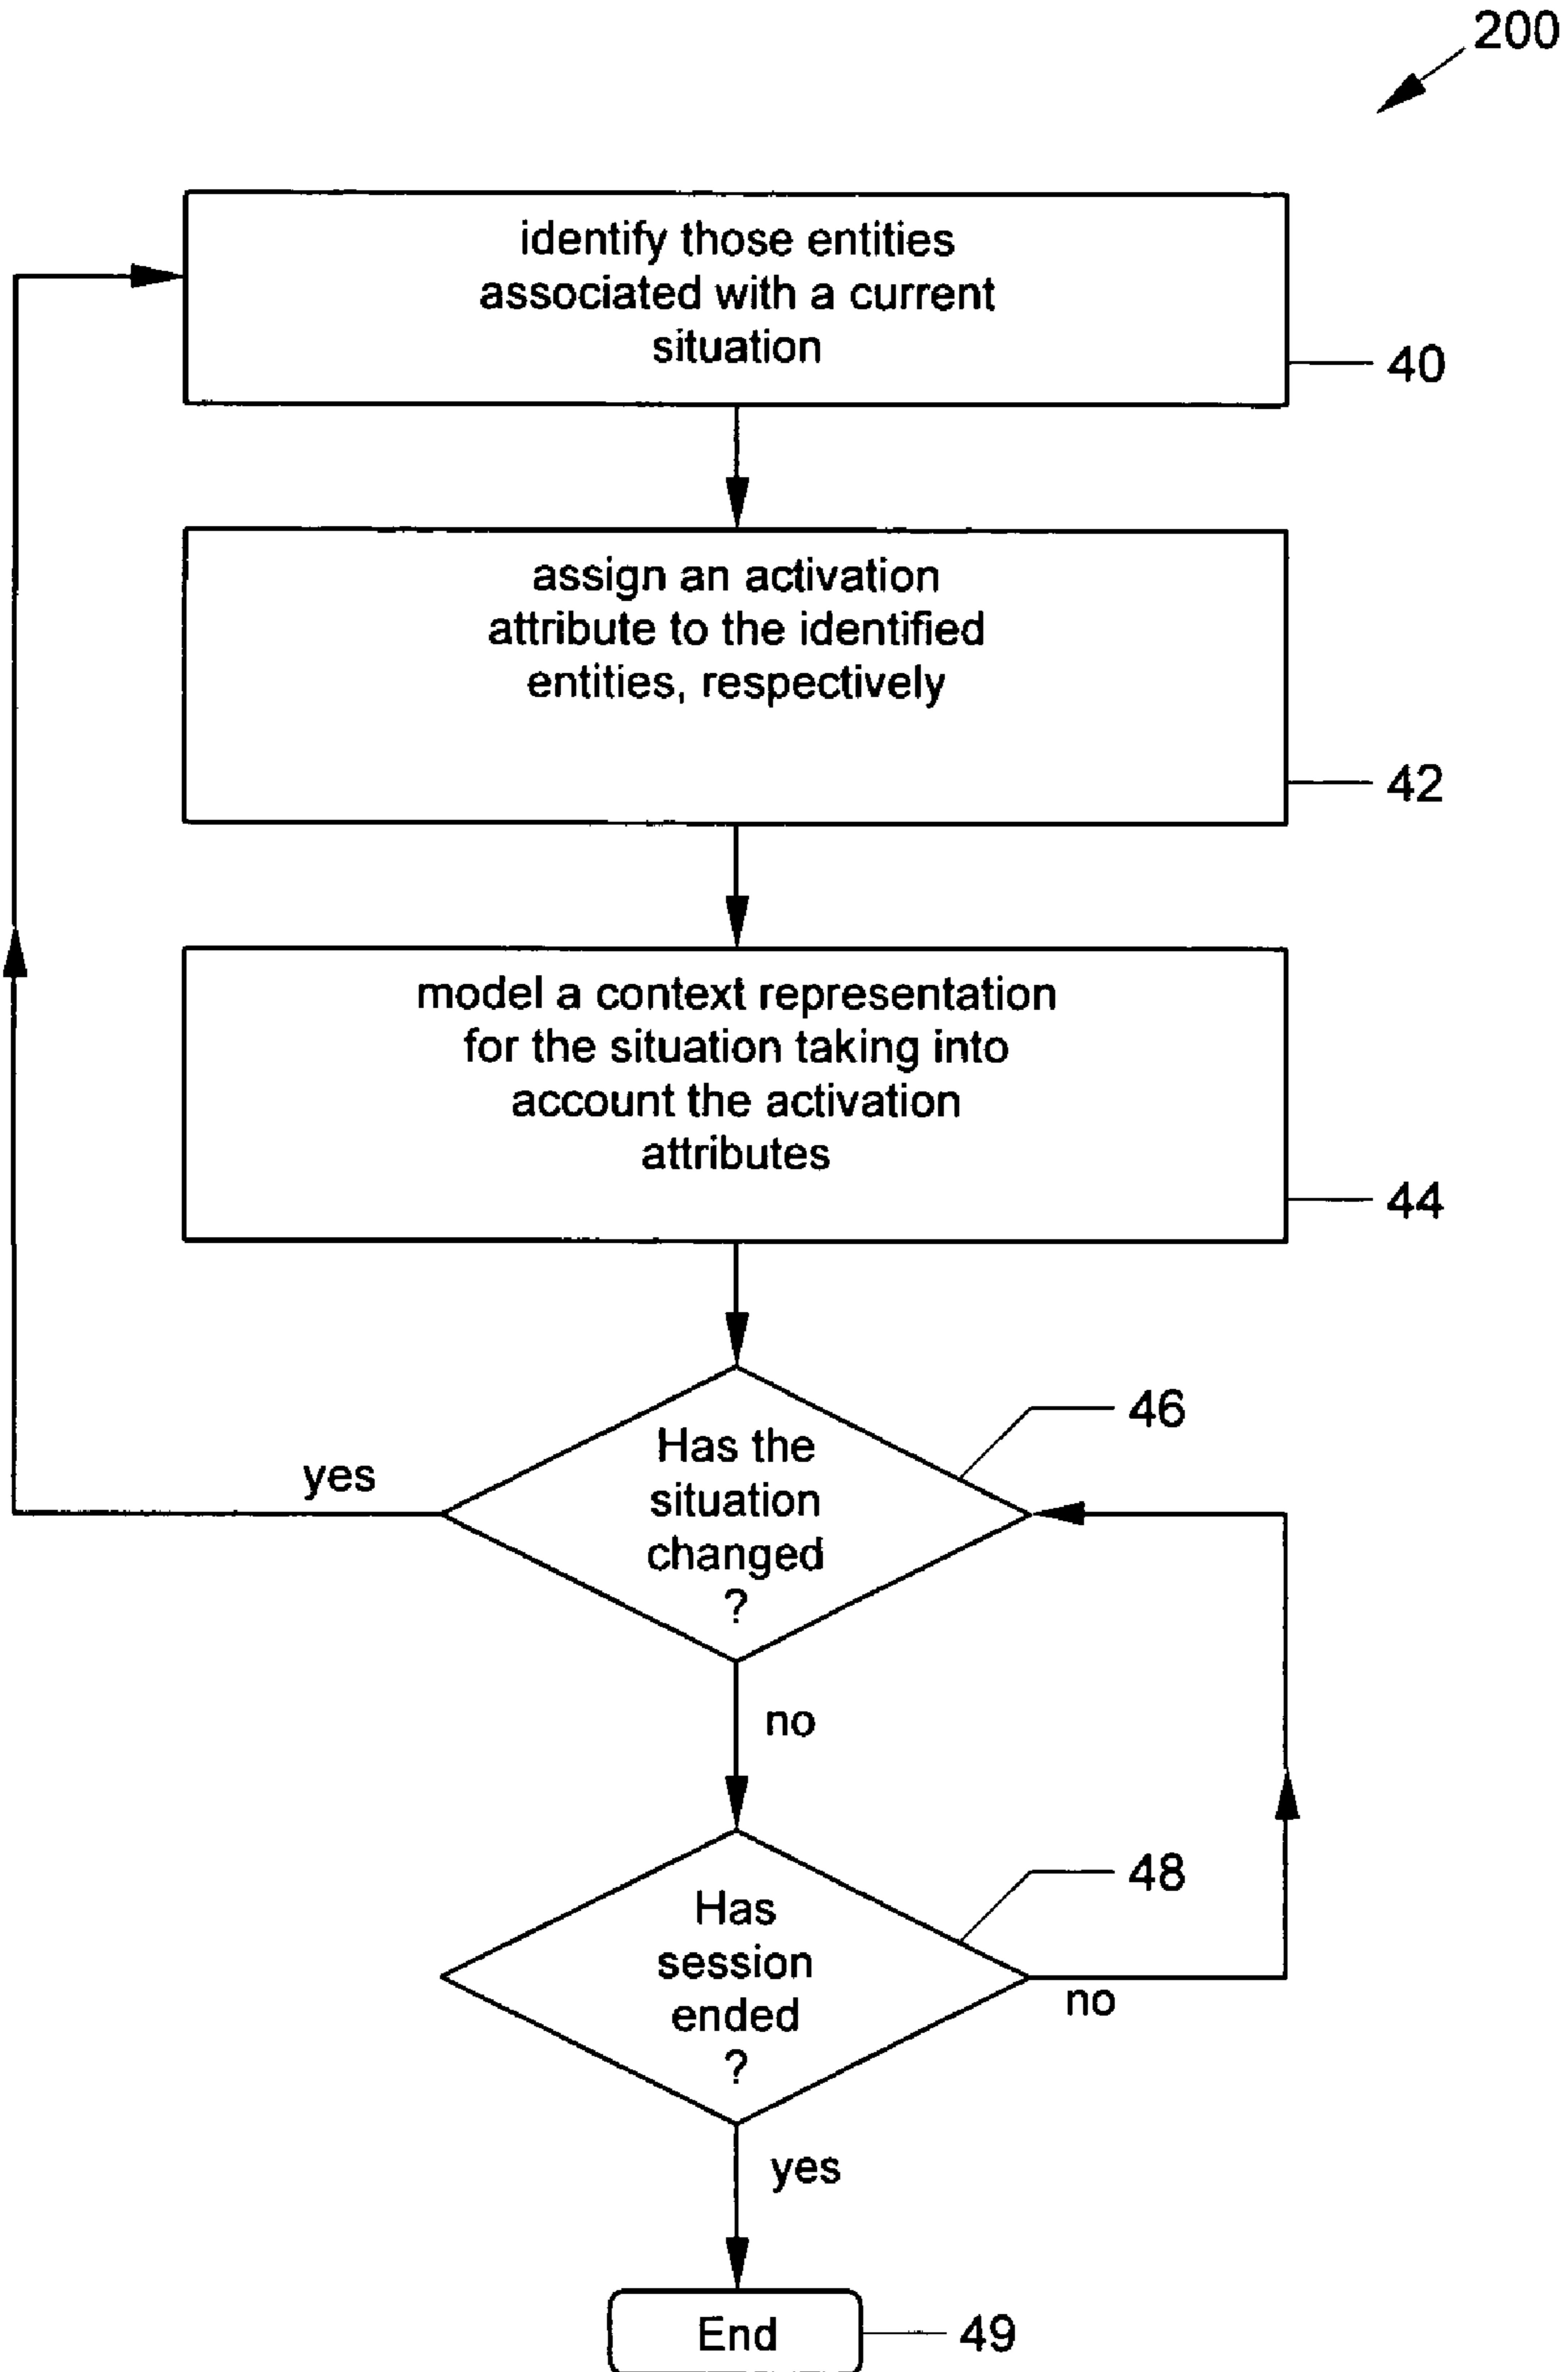 200
identify those entities
associated with a current
situation
40
assign an activation
attribute to the identified
entities, respectively
42
model a context representation
for the situation taking into
account the activation
attributes
44
46
Has the
situation
changed
?
yes
no
48
Has
session
ended
?
no
yes
End
49